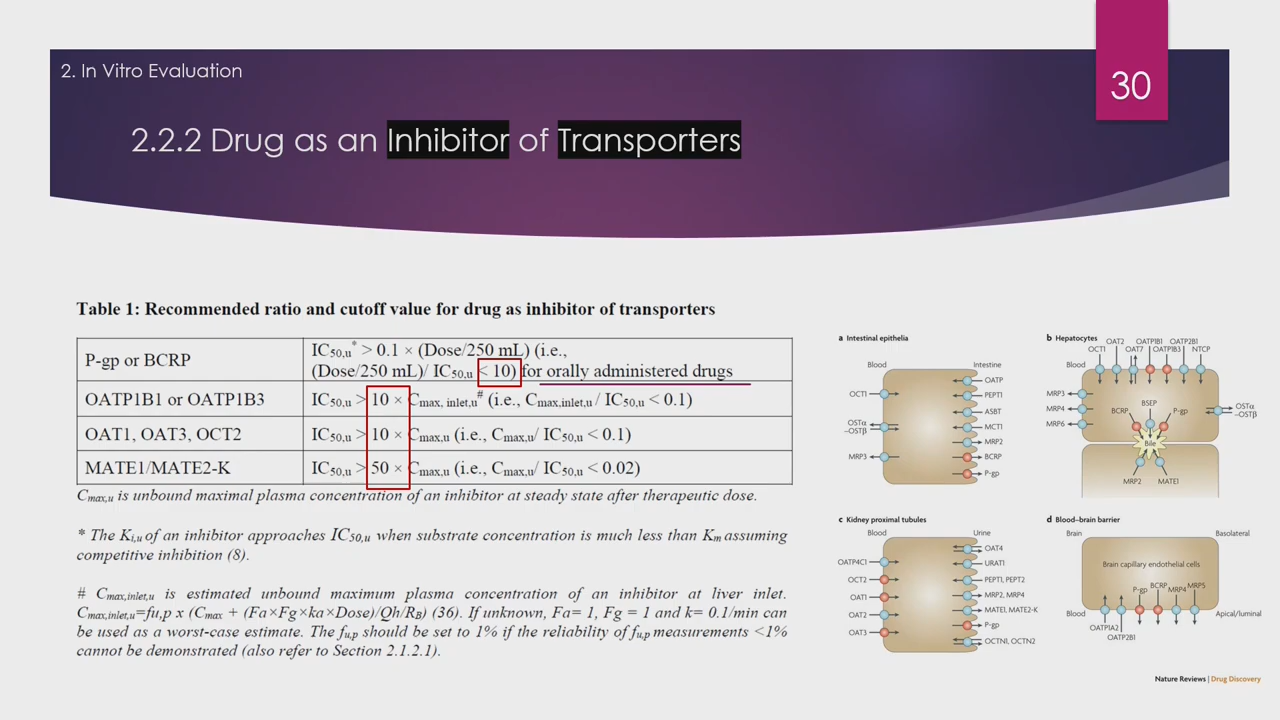 30
2. In Vitro Evaluation
2.2.2 Drug as an Inhibitor of Transporters
Table 1: Recommended ratio and cutoff value for drug as inhibitor of transporters
P-gp or BCRP
IC50,u* > 0.1 × (Dose/250 mL) (i.e.,
(Dose/250 mL)/ IC50,u < 10) for orally administered drugs
OATP1B1 or OATP1B3
IC50,u > 10 × Cmax, inlet,u# (i.e., Cmax,inlet,u / IC50,u < 0.1)
OAT1, OAT3, OCT2
IC50,u > 10 × Cmax,u (i.e., Cmax,u/ IC50,u < 0.1)
MATE1/MATE2-K
IC50,u > 50 × Cmax,u (i.e., Cmax,u/ IC50,u < 0.02)
Cmax,u is unbound maximal plasma concentration of an inhibitor at steady state after therapeutic dose.
* The Ki,u of an inhibitor approaches IC50,u when substrate concentration is much less than Km assuming
competitive inhibition (8).
# Cmax,inlet,u is estimated unbound maximum plasma concentration of an inhibitor at liver inlet.
Cmax,inlet,u=fu,p x (Cmax + (Fa×Fg×ka×Dose)/Qh/RB) (36). If unknown, Fa= 1, Fg = 1 and k= 0.1/min can
be used as a worst-case estimate. The fu,p should be set to 1% if the reliability of fu,p measurements <1%
cannot be demonstrated (also refer to Section 2.1.2.1).
a Intestinal epithelia
Blood
Intestine
OCT1
OSTα
–OSTβ
MRP3
OATP
PEPT1
ASBT
MCT1
MRP2
BCRP
P-gp
b Hepatocytes
Blood
OCT1
OAT2
OAT7
OATP1B1
OATP1B3
OATP2B1
NTCP
MRP3
MRP4
MRP6
OSTα
–OSTβ
BCRP
BSEP
P-gp
Bile
MRP2
MATE1
c Kidney proximal tubules
Blood
Urine
OATP4C1
OCT2
OAT1
OAT2
OAT3
OAT4
URAT1
PEPT1, PEPT2
MRP2, MRP4
MATE1, MATE2-K
P-gp
OCTN1, OCTN2
d Blood–brain barrier
Brain
Basolateral
Brain capillary endothelial cells
P-gp
BCRP
MRP4
MRP5
Blood
Apical/luminal
OATP1A2
OATP2B1
Nature Reviews | Drug Discovery